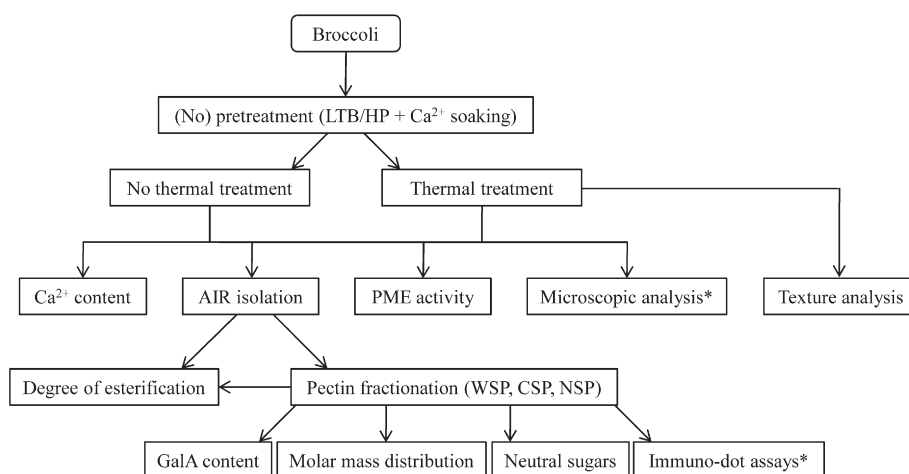 Broccoli
(No) pretreatment (LTB/HP + Ca²⁺ soaking)
No thermal treatment
Thermal treatment
Ca²⁺ content
AIR isolation
PME activity
Microscopic analysis*
Texture analysis
Degree of esterification
Pectin fractionation (WSP, CSP, NSP)
GalA content
Molar mass distribution
Neutral sugars
Immuno-dot assays*